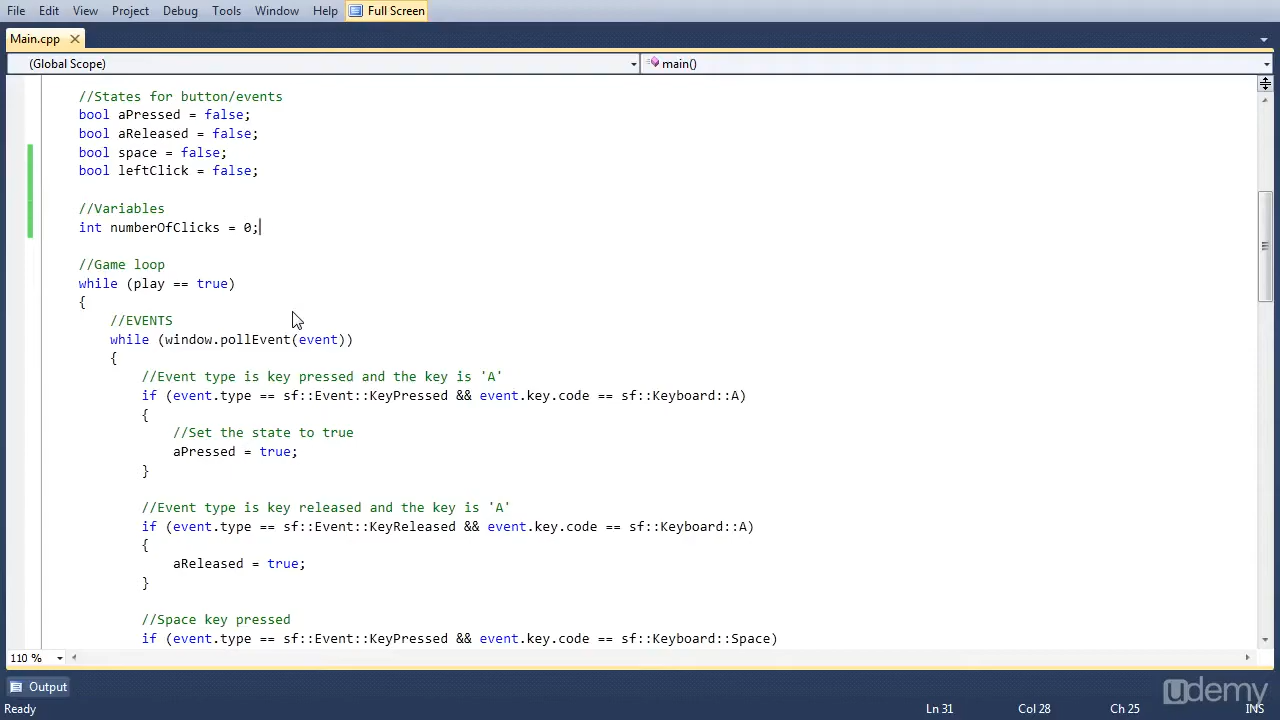 File Edit View Project Debug Tools Window Help Full Screen
Main.cpp
(Global Scope) main()
//States for button/events
bool aPressed = false;
bool aReleased = false;
bool space = false;
bool leftClick = false;
//Variables
int numberOfClicks = 0;
//Game loop
while (play == true)
{
//EVENTS
while (window.pollEvent(event))
{
//Event type is key pressed and the key is 'A'
if (event.type == sf::Event::KeyPressed && event.key.code == sf::Keyboard::A)
{
//Set the state to true
aPressed = true;
}
//Event type is key released and the key is 'A'
if (event.type == sf::Event::KeyReleased && event.key.code == sf::Keyboard::A)
{
aReleased = true;
}
//Space key pressed
if (event.type == sf::Event::KeyPressed && event.key.code == sf::Keyboard::Space)
110 %
Output
udemy
Ready Ln 31 Col 28 Ch 25 INS